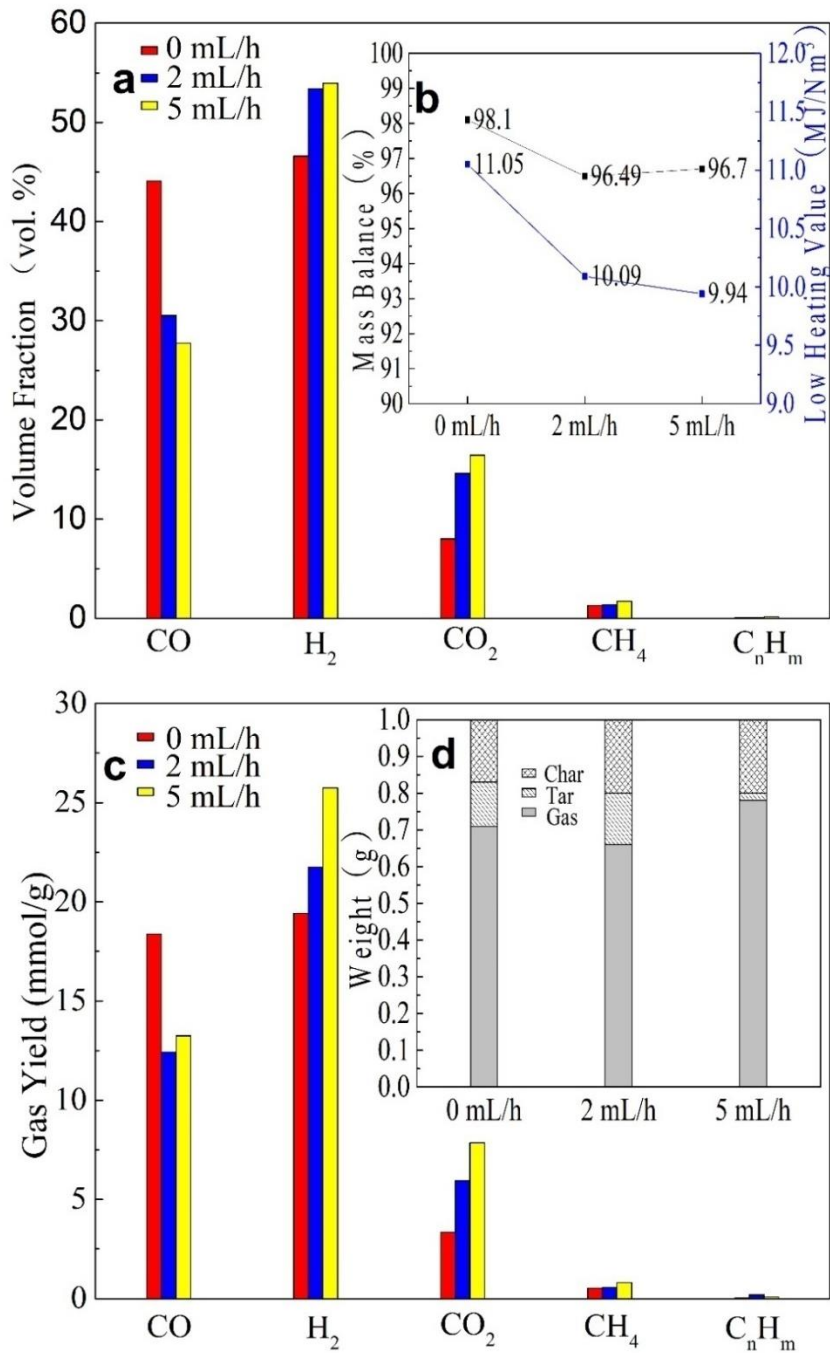 a
0 mL/h
2 mL/h
5 mL/h
Volume Fraction (vol. %)
60
50
40
30
20
10
0
CO
H₂
CO₂
CH₄
CₙHₘ
b
Mass Balance (%)
100
99
98
97
96
95
94
93
92
91
90
98.1
96.49
96.7
11.05
10.09
9.94
0 mL/h
2 mL/h
5 mL/h
12.0
11.5
11.0
10.5
10.0
9.5
9.0
Low Heating Value (MJ/Nm³)
c
0 mL/h
2 mL/h
5 mL/h
Gas Yield (mmol/g)
30
25
20
15
10
5
0
CO
H₂
CO₂
CH₄
CₙHₘ
d
Char
Tar
Gas
Weight (g)
1.0
0.9
0.8
0.7
0.6
0.5
0.4
0.3
0.2
0.1
0.0
0 mL/h
2 mL/h
5 mL/h